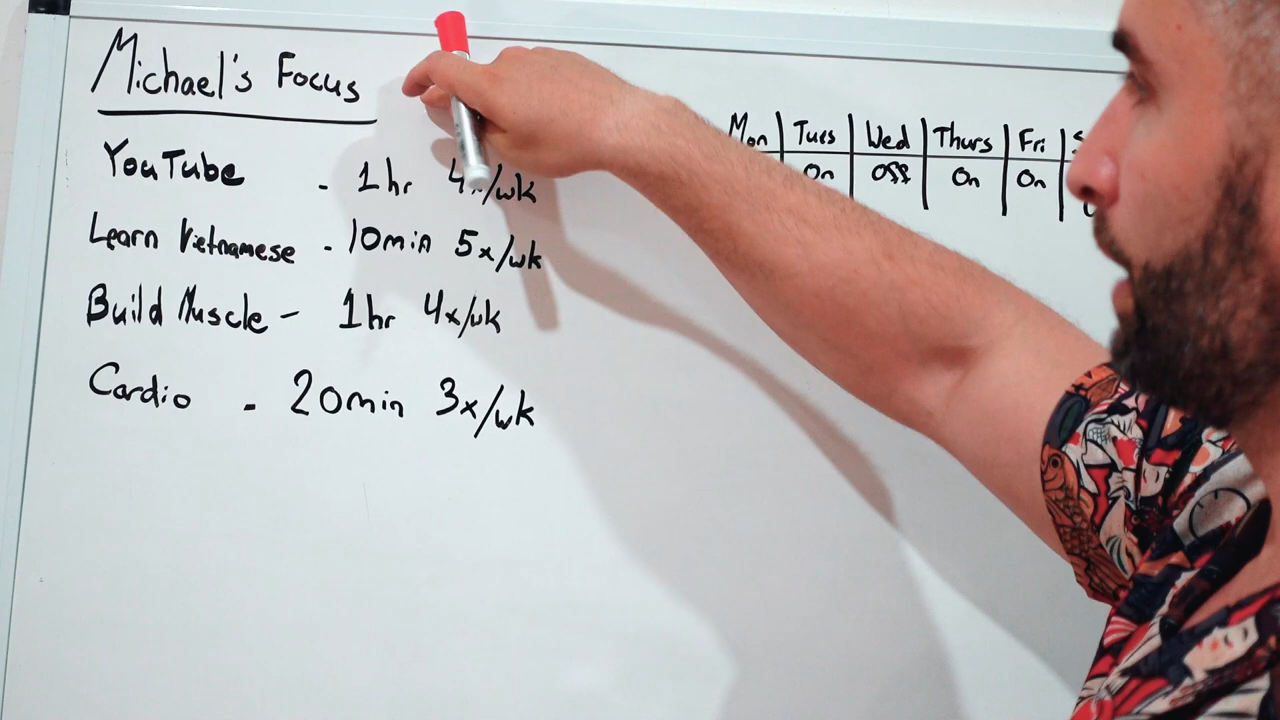 Michael's Focus
YouTube - 1hr 4x/wk
Learn Vietnamese - 10min 5x/wk
Build Muscle - 1hr 4x/wk
Cardio - 20min 3x/wk
Mon Tues Wed Thurs Fri
On Off On On